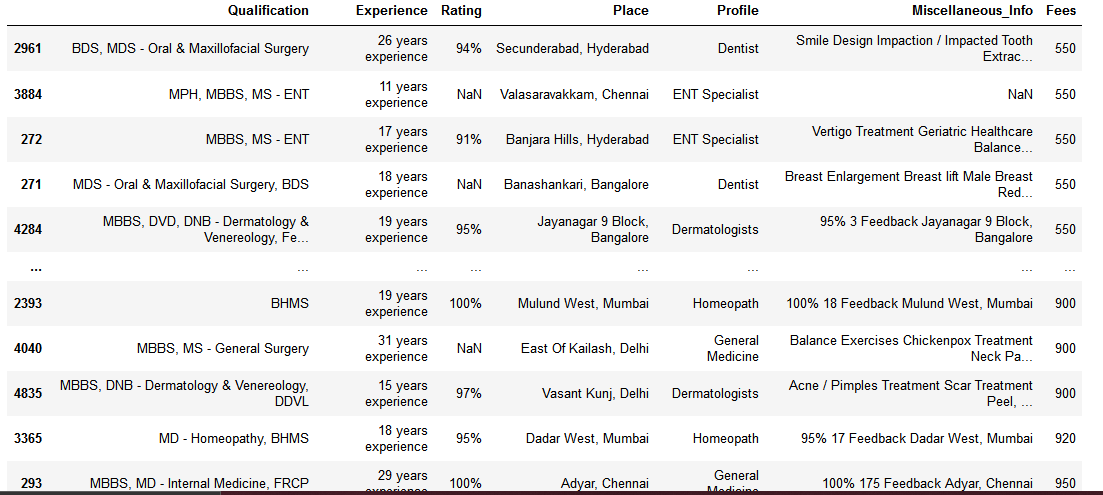 Qualification Experience Rating Place Profile Miscellaneous_Info Fees
2961 BDS, MDS - Oral & Maxillofacial Surgery 26 years experience 94% Secunderabad, Hyderabad Dentist Smile Design Impaction / Impacted Tooth Extrac... 550
3884 MPH, MBBS, MS - ENT 11 years experience NaN Valasaravakkam, Chennai ENT Specialist NaN 550
272 MBBS, MS - ENT 17 years experience 91% Banjara Hills, Hyderabad ENT Specialist Vertigo Treatment Geriatric Healthcare Balance... 550
271 MDS - Oral & Maxillofacial Surgery, BDS 18 years experience NaN Banashankari, Bangalore Dentist Breast Enlargement Breast lift Male Breast Red... 550
4284 MBBS, DVD, DNB - Dermatology & Venereology, Fe... 19 years experience 95% Jayanagar 9 Block, Bangalore Dermatologists 95% 3 Feedback Jayanagar 9 Block, Bangalore 550
... ... ... ... ... ... ... ...
2393 BHMS 19 years experience 100% Mulund West, Mumbai Homeopath 100% 18 Feedback Mulund West, Mumbai 900
4040 MBBS, MS - General Surgery 31 years experience NaN East Of Kailash, Delhi General Medicine Balance Exercises Chickenpox Treatment Neck Pa... 900
4835 MBBS, DNB - Dermatology & Venereology, DDVL 15 years experience 97% Vasant Kunj, Delhi Dermatologists Acne / Pimples Treatment Scar Treatment Peel, ... 900
3365 MD - Homeopathy, BHMS 18 years experience 95% Dadar West, Mumbai Homeopath 95% 17 Feedback Dadar West, Mumbai 920
293 MBBS, MD - Internal Medicine, FRCP 29 years experience 100% Adyar, Chennai General Medicine 100% 175 Feedback Adyar, Chennai 950